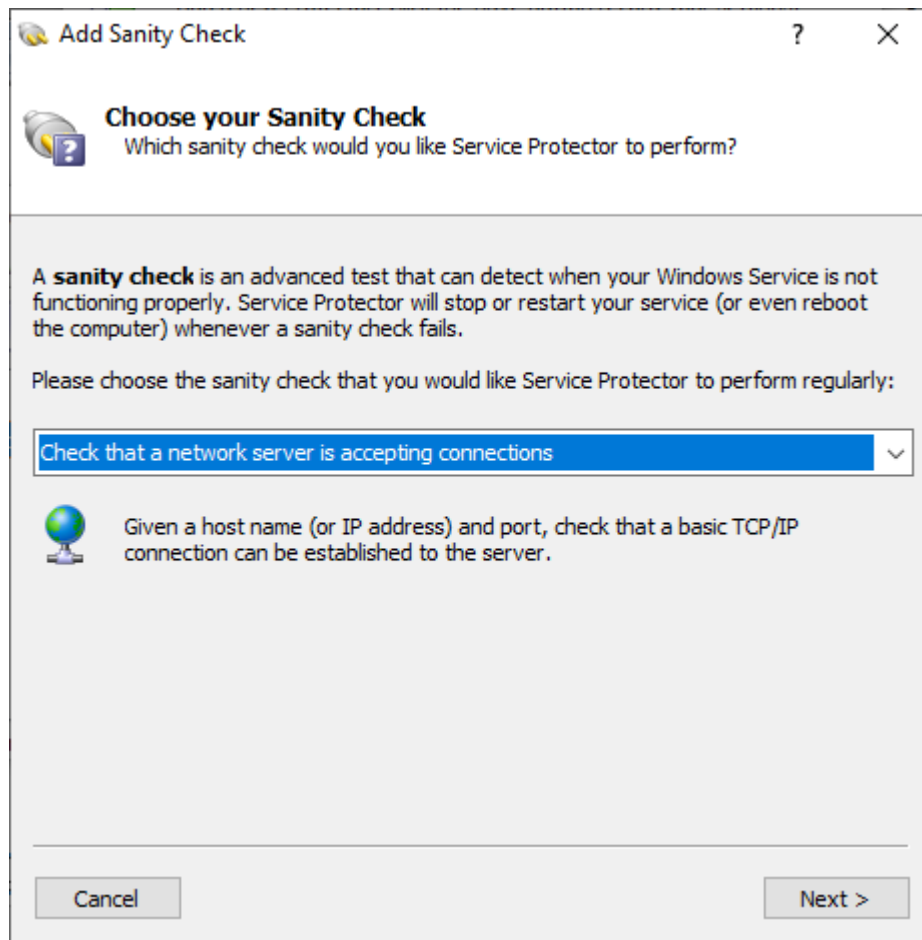 Add Sanity Check
?
Choose your Sanity Check
Which sanity check would you like Service Protector to perform?
A sanity check is an advanced test that can detect when your Windows Service is not
functioning properly. Service Protector will stop or restart your service (or even reboot
the computer) whenever a sanity check fails.
Please choose the sanity check that you would like Service Protector to perform regularly:
Check that a network server is accepting connections
Given a host name (or IP address) and port, check that a basic TCP/IP
connection can be established to the server.
Cancel
Next >